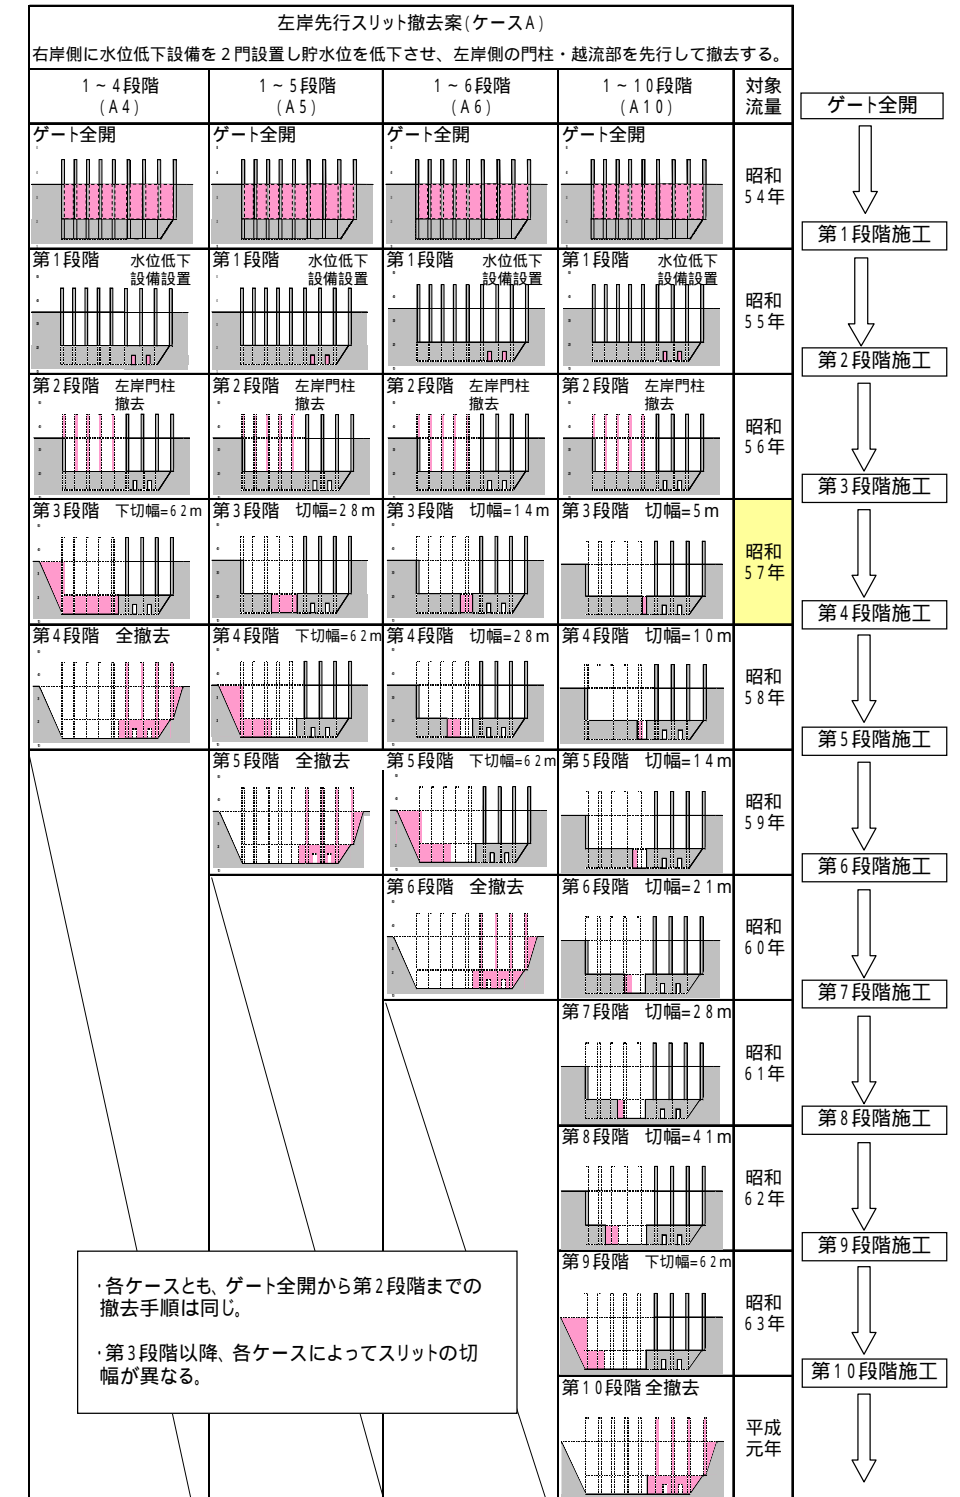 左岸先行スリット撤去案(ケースA)
右岸側に水位低下設備を2門設置し貯水位を低下させ、左岸側の門柱・越流部を先行して撤去する。
1～4段階
(A4)
1～5段階
(A5)
1～6段階
(A6)
1～10段階
(A10)
対象
流量
ゲート全開
ゲート全開
ゲート全開
ゲート全開
昭和
54年
第1段階 水位低下
設備設置
第1段階 水位低下
設備設置
第1段階 水位低下
設備設置
第1段階 水位低下
設備設置
昭和
55年
第2段階 左岸門柱
撤去
第2段階 左岸門柱
撤去
第2段階 左岸門柱
撤去
第2段階 左岸門柱
撤去
昭和
56年
第3段階 下切幅=62m
第3段階 切幅=28m
第3段階 切幅=14m
第3段階 切幅=5m
昭和
57年
第4段階 全撤去
第4段階 下切幅=62m
第4段階 切幅=28m
第4段階 切幅=10m
昭和
58年
第5段階 全撤去
第5段階 下切幅=62m
第5段階 切幅=14m
昭和
59年
第6段階 全撤去
第6段階 切幅=21m
昭和
60年
第7段階 切幅=28m
昭和
61年
第8段階 切幅=41m
昭和
62年
第9段階 下切幅=62m
昭和
63年
第10段階 全撤去
平成
元年
・各ケースとも、ゲート全開から第2段階までの
撤去手順は同じ。
・第3段階以降、各ケースによってスリットの切
幅が異なる。
ゲート全開
第1段階施工
第2段階施工
第3段階施工
第4段階施工
第5段階施工
第6段階施工
第7段階施工
第8段階施工
第9段階施工
第10段階施工